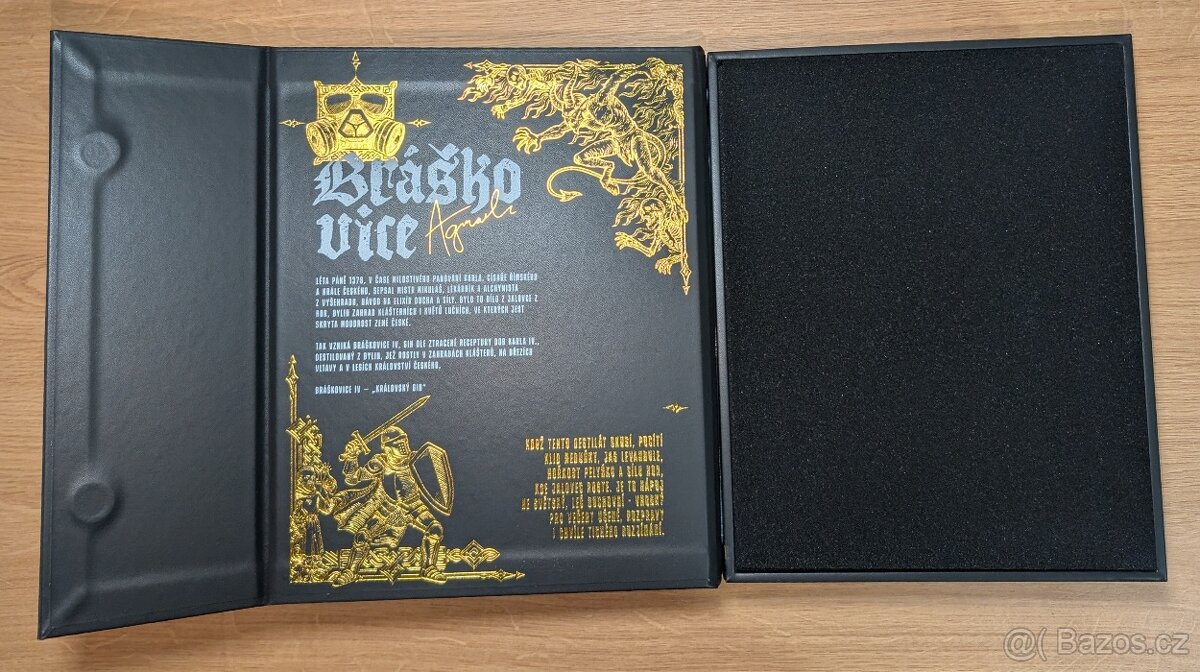 Bráško
vice
LÉTA PÁNĚ 1378, V ČASE MILOSTIVÉHO PANOVÁNÍ KARLA, CÍSAŘE ŘÍMSKÉHO
A KRÁLE ČESKÉHO, SEPSAL MISTR MIKULÁŠ, LÉKÁRNÍK A ALCHYMISTA
Z VYŠEHRADU, NÁVOD NA ELIXÍR DUCHA A SÍLY. BYLO TO DÍLO Z JALOVCE Z
HOR, BYLIN ZAHRAD KLÁŠTERNÍCH I KVĚTŮ LUČNÍCH, VE KTERÝCH JEST
SKRYTA MOUDROST ZEMĚ ČESKÉ.
TAK VZNIKÁ BRÁŠKOVICE IV, GIN DLE ZTRACENÉ RECEPTURY DOB KARLA IV.,
DESTILOVANÝ Z BYLIN, JEŽ ROSTLY V ZAHRADÁCH KLÁŠTERŮ, NA BŘEZÍCH
VLTAVY A V LESÍCH KRÁLOVSTVÍ ČESKÉHO.
BRÁŠKOVICE IV – „KRÁLOVSKÝ GIN“
KDOŽ TENTO DESTILÁT OKUSÍ, POCÍTÍ
KLID MEDUŇKY, JAS LEVANDULE,
HOŘKOST PELYŇKU A SÍLU HOR,
KDE JALOVEC ROSTE. JE TO NÁPOJ
NE SVĚTSKÝ, LEČ DUCHOVNÍ - VHODNÝ
PRO VEČERY VĚČNÉ, ROZPRAVY
I CHVÍLE TICHÉHO ROZJÍMÁNÍ.
@( Bazoš.cz